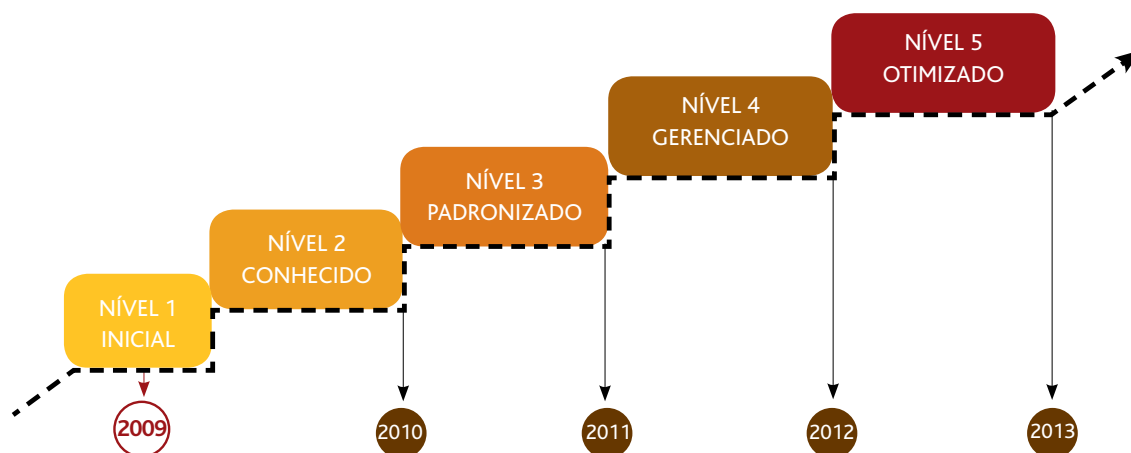 NÍVEL 5
OTIMIZADO
NÍVEL 4
GERENCIADO
NÍVEL 3
PADRONIZADO
NÍVEL 2
CONHECIDO
NÍVEL 1
INICIAL
2009
2010
2011
2012
2013